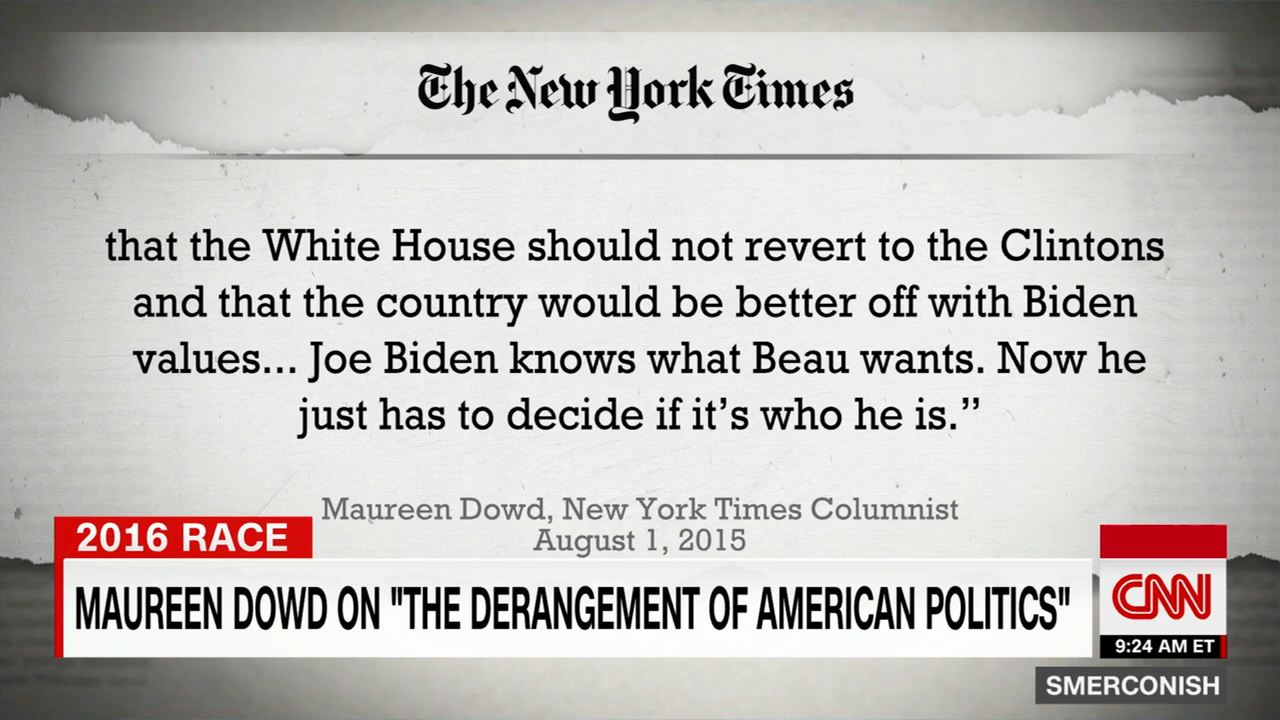 The New York Times
that the White House should not revert to the Clintons
and that the country would be better off with Biden
values... Joe Biden knows what Beau wants. Now he
just has to decide if it’s who he is.”
Maureen Dowd, New York Times Columnist
August 1, 2015
2016 RACE
MAUREEN DOWD ON "THE DERANGEMENT OF AMERICAN POLITICS"
CNN
9:24 AM ET
SMERCONISH